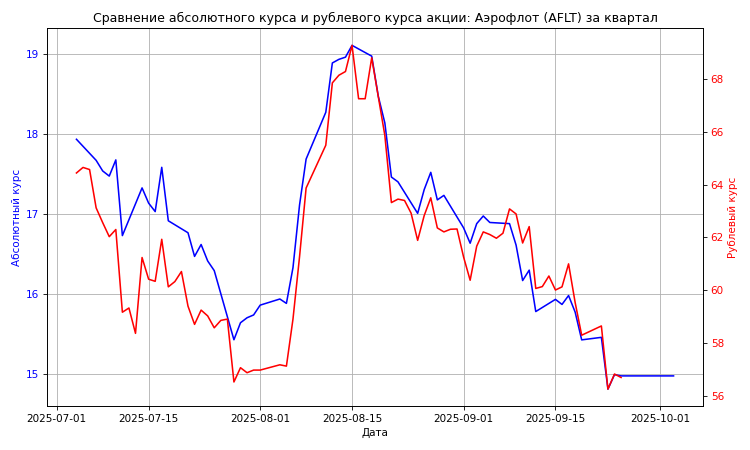 Сравнение абсолютного курса и рублевого курса акции: Аэрофлот (AFLT) за квартал
Абсолютный курс
19
18
17
16
15
68
66
64
62
60
58
56
Рублевый курс
2025-07-01 2025-07-15 2025-08-01 2025-08-15 2025-09-01 2025-09-15 2025-10-01
Дата